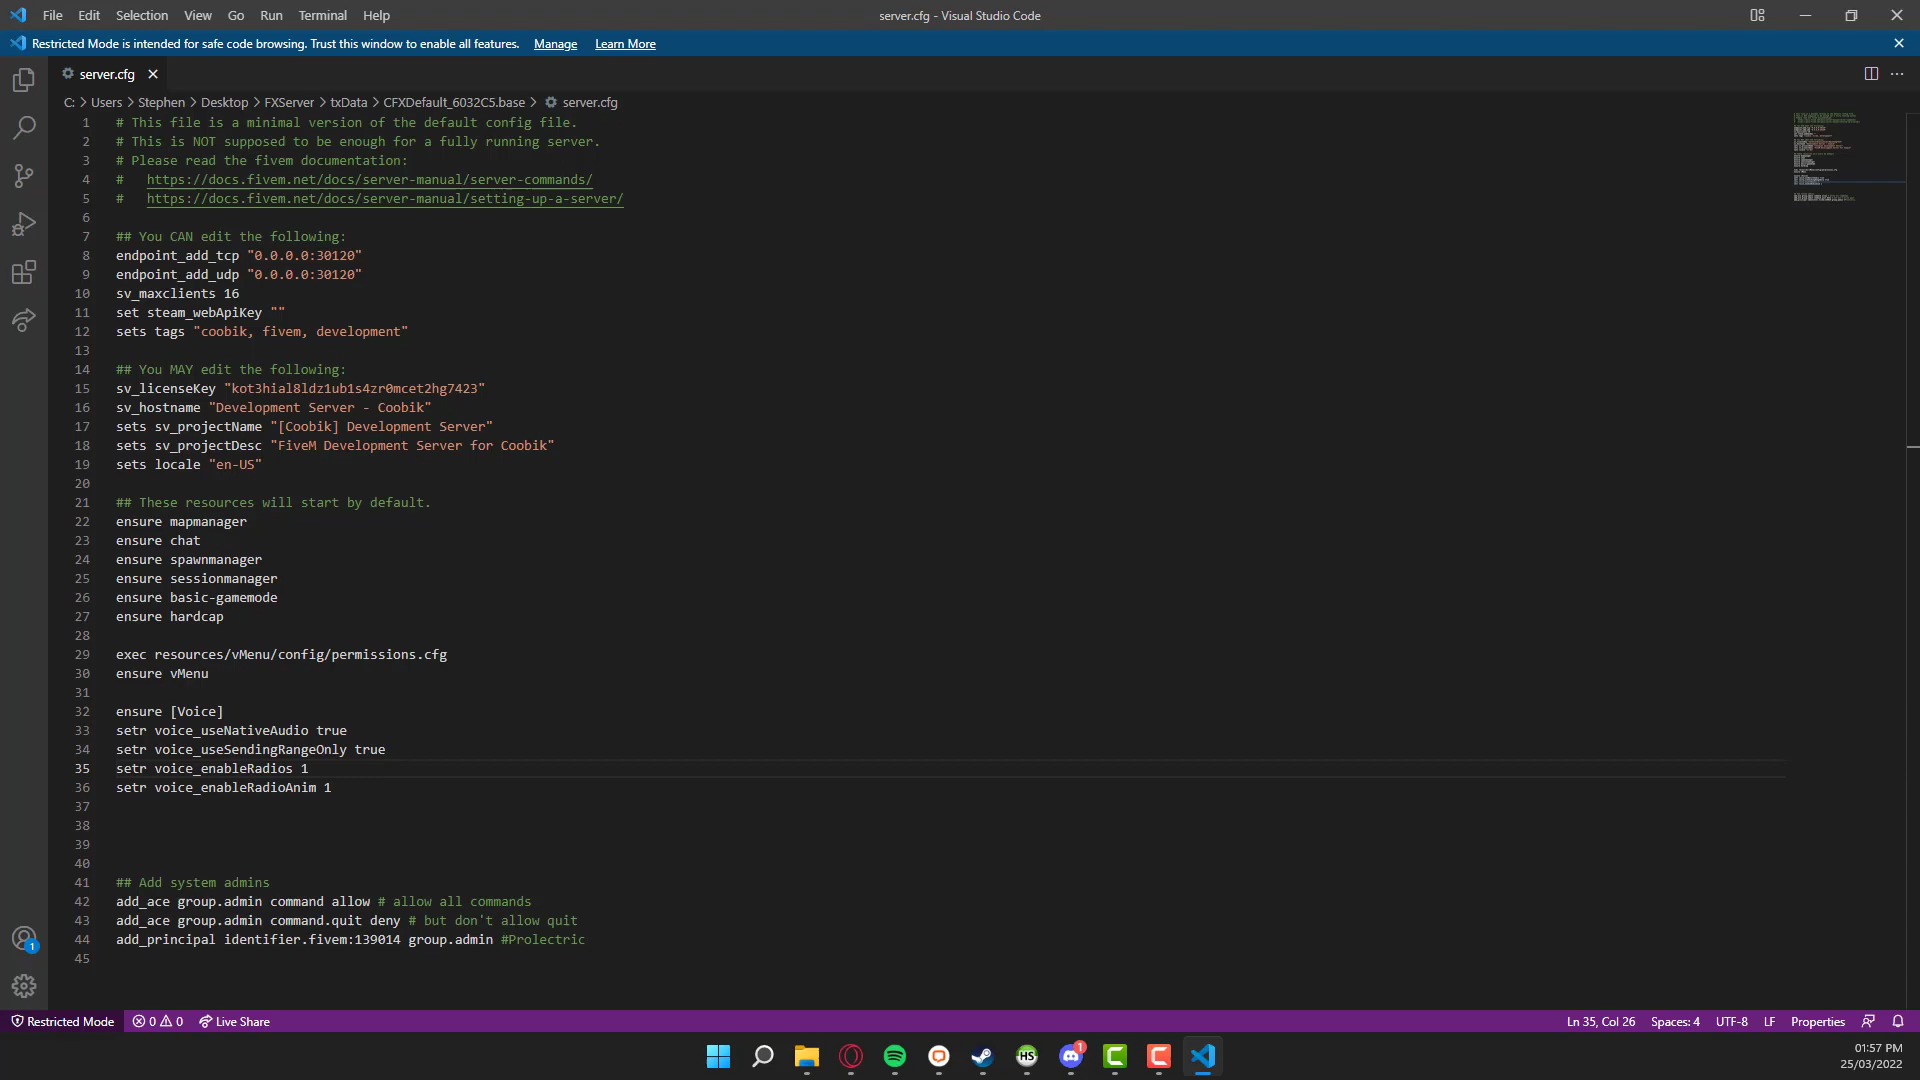 File Edit Selection View Go Run Terminal Help
server.cfg - Visual Studio Code
Restricted Mode is intended for safe code browsing. Trust this window to enable all features. Manage Learn More
server.cfg
C: > Users > Stephen > Desktop > FXServer > txData > CFXDefault_6032C5.base > server.cfg
1 # This file is a minimal version of the default config file.
2 # This is NOT supposed to be enough for a fully running server.
3 # Please read the fivem documentation:
4 # https://docs.fivem.net/docs/server-manual/server-commands/
5 # https://docs.fivem.net/docs/server-manual/setting-up-a-server/
6
7 ## You CAN edit the following:
8 endpoint_add_tcp "0.0.0.0:30120"
9 endpoint_add_udp "0.0.0.0:30120"
10 sv_maxclients 16
11 set steam_webApiKey ""
12 sets tags "coobik, fivem, development"
13
14 ## You MAY edit the following:
15 sv_licenseKey "kot3hial8ldz1ub1s4zr0mcet2hg7423"
16 sv_hostname "Development Server - Coobik"
17 sets sv_projectName "[Coobik] Development Server"
18 sets sv_projectDesc "FiveM Development Server for Coobik"
19 sets locale "en-US"
20
21 ## These resources will start by default.
22 ensure mapmanager
23 ensure chat
24 ensure spawnmanager
25 ensure sessionmanager
26 ensure basic-gamemode
27 ensure hardcap
28
29 exec resources/vMenu/config/permissions.cfg
30 ensure vMenu
31
32 ensure [Voice]
33 setr voice_useNativeAudio true
34 setr voice_useSendingRangeOnly true
35 setr voice_enableRadios 1
36 setr voice_enableRadioAnim 1
37
38
39
40
41 ## Add system admins
42 add_ace group.admin command allow # allow all commands
43 add_ace group.admin command.quit deny # but don't allow quit
44 add_principal identifier.fivem:139014 group.admin #Prolectric
45
1
Restricted Mode 0 0 Live Share
Ln 35, Col 26 Spaces: 4 UTF-8 LF Properties
HS
1
01:57 PM
25/03/2022